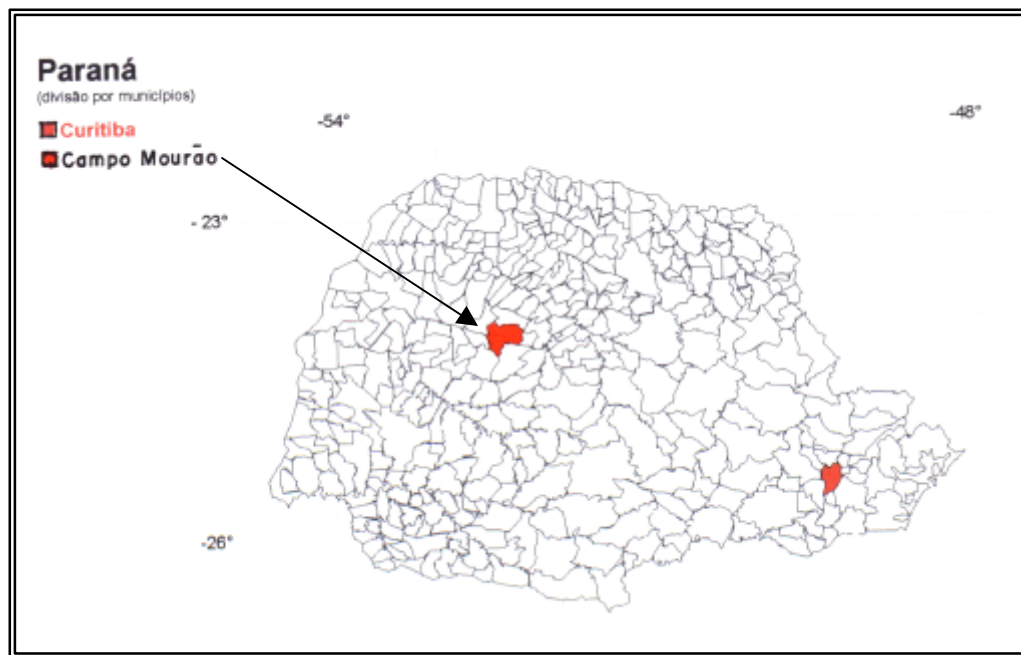 Paraná
(divisão por municípios)
Curitiba
Campo Mourão
-54°
-48°
- 23°
-26°